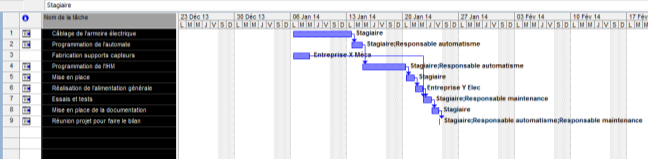 Stagiaire
Nom de la tâche
23 Déc 13 30 Déc 13 06 Jan 14 13 Jan 14 20 Jan 14 27 Jan 14 03 Fév 14 10 Fév 14 17 Fév
L M M J V S D L M M J V S D L M M J V S D L M M J V S D L M M J V S D L M M J V S D L M M J V S D L M M J V S D L M M J
1 Câblage de l'armoire électrique Stagiaire
2 Programmation de l'automate Stagiaire;Responsable automatisme
3 Fabrication supports capteurs Entreprise X Méca
4 Programmation de l'IHM Stagiaire;Responsable automatisme
5 Mise en place Stagiaire
6 Réalisation de l'alimentation générale Entreprise Y Elec
7 Essais et tests Stagiaire;Responsable maintenance
8 Mise en place de la documentation Stagiaire
9 Réunion projet pour faire le bilan Stagiaire;Responsable automatisme;Responsable maintenance